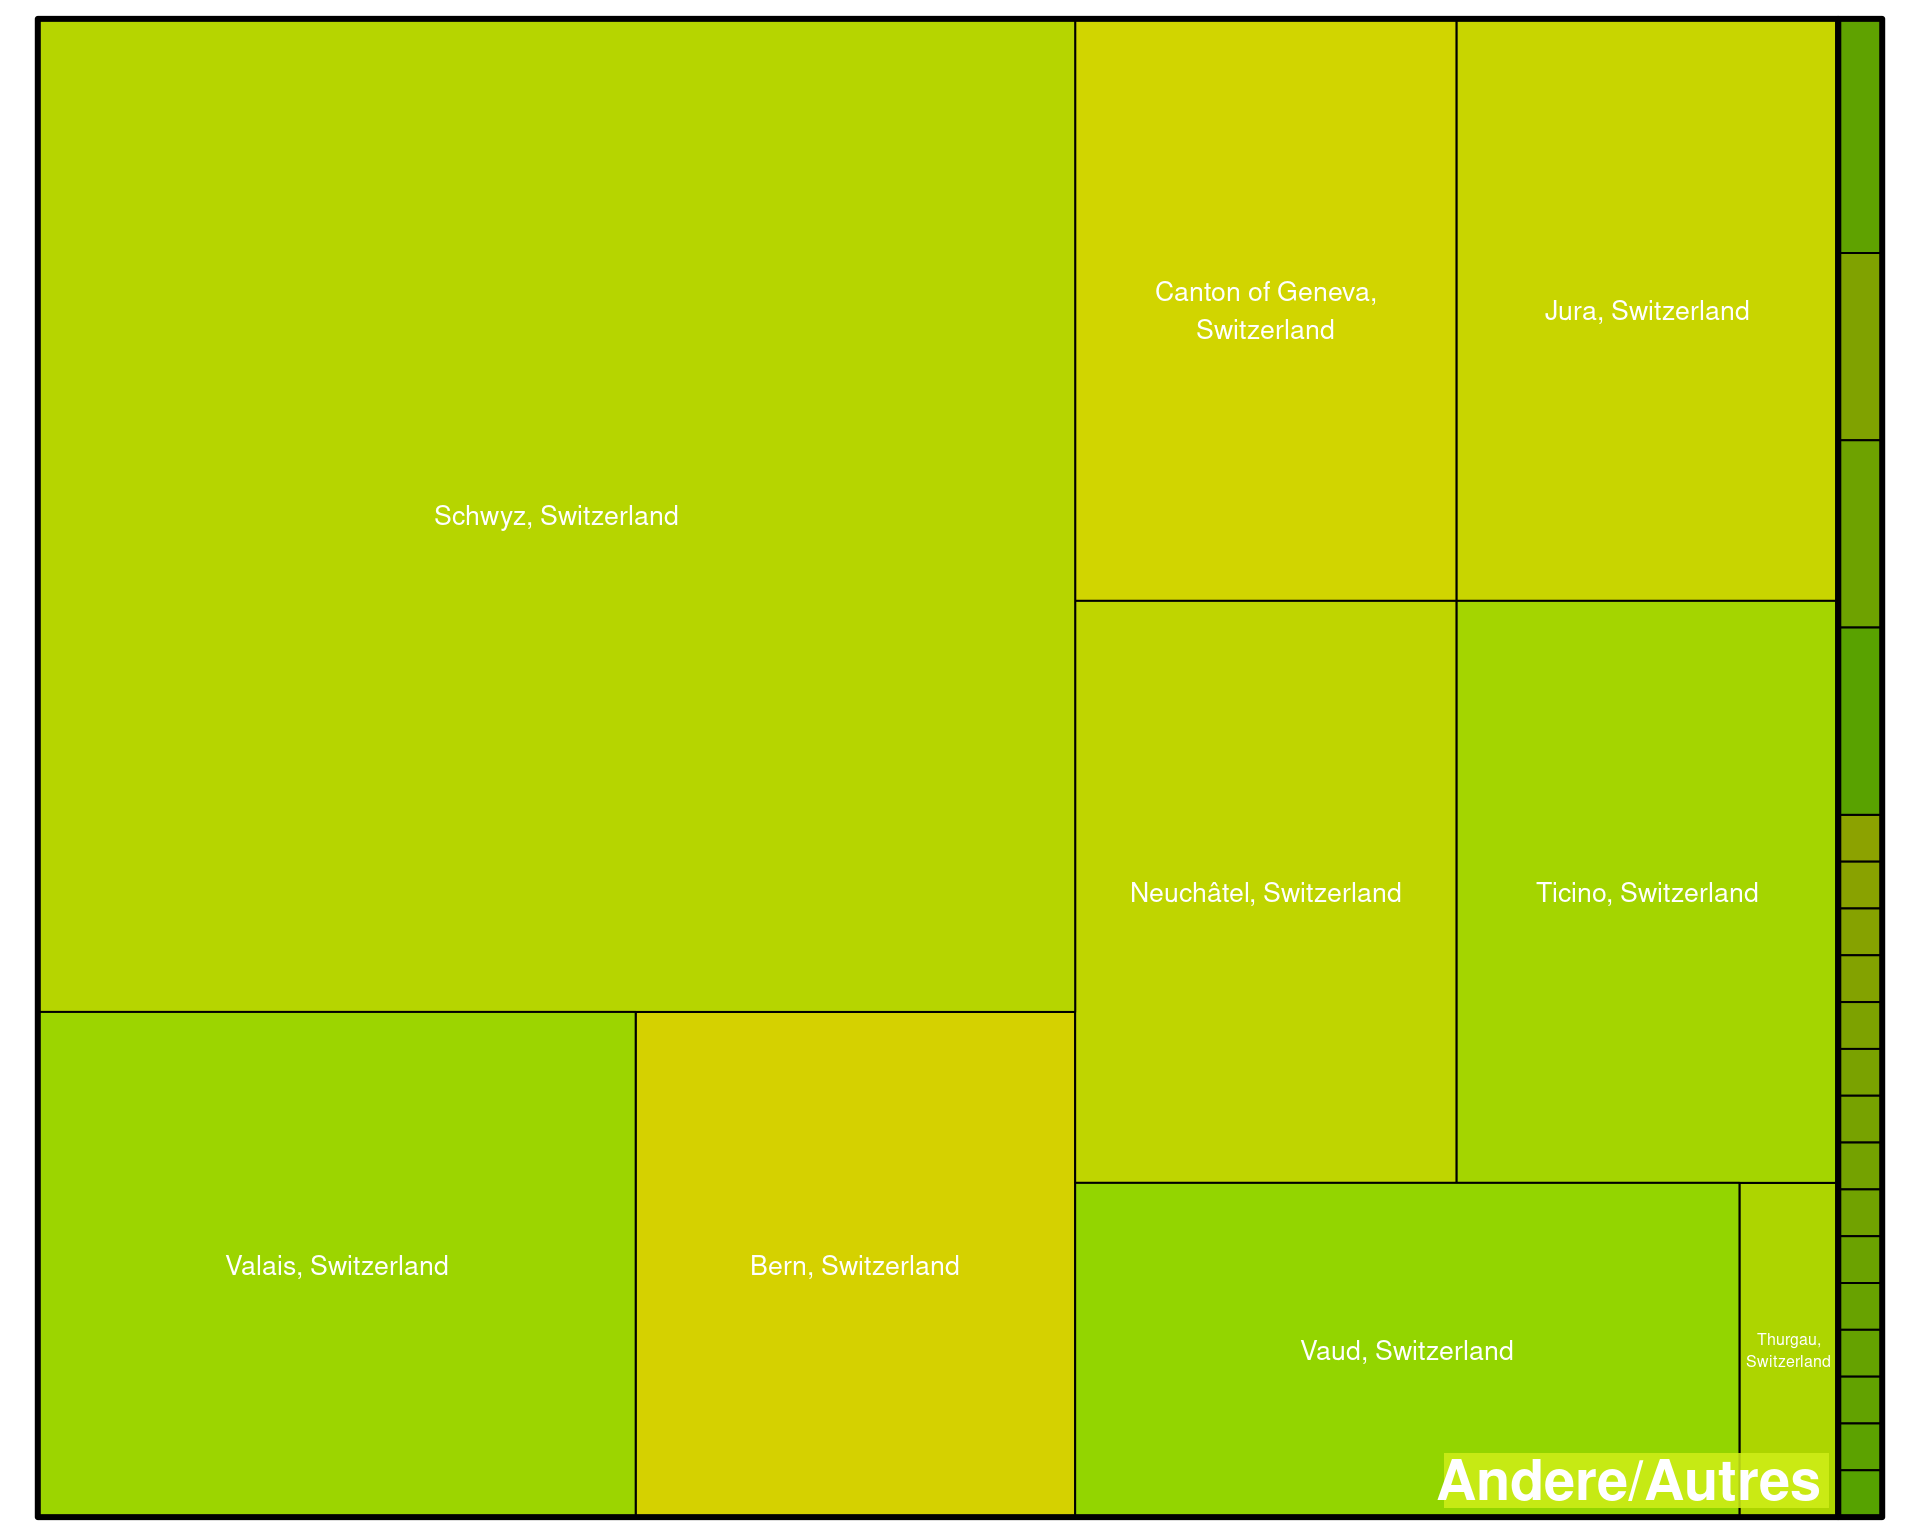 Schwyz, Switzerland
Canton of Geneva,
Switzerland
Jura, Switzerland
Neuchâtel, Switzerland
Ticino, Switzerland
Valais, Switzerland
Bern, Switzerland
Vaud, Switzerland
Thurgau,
Switzerland
Andere/Autres